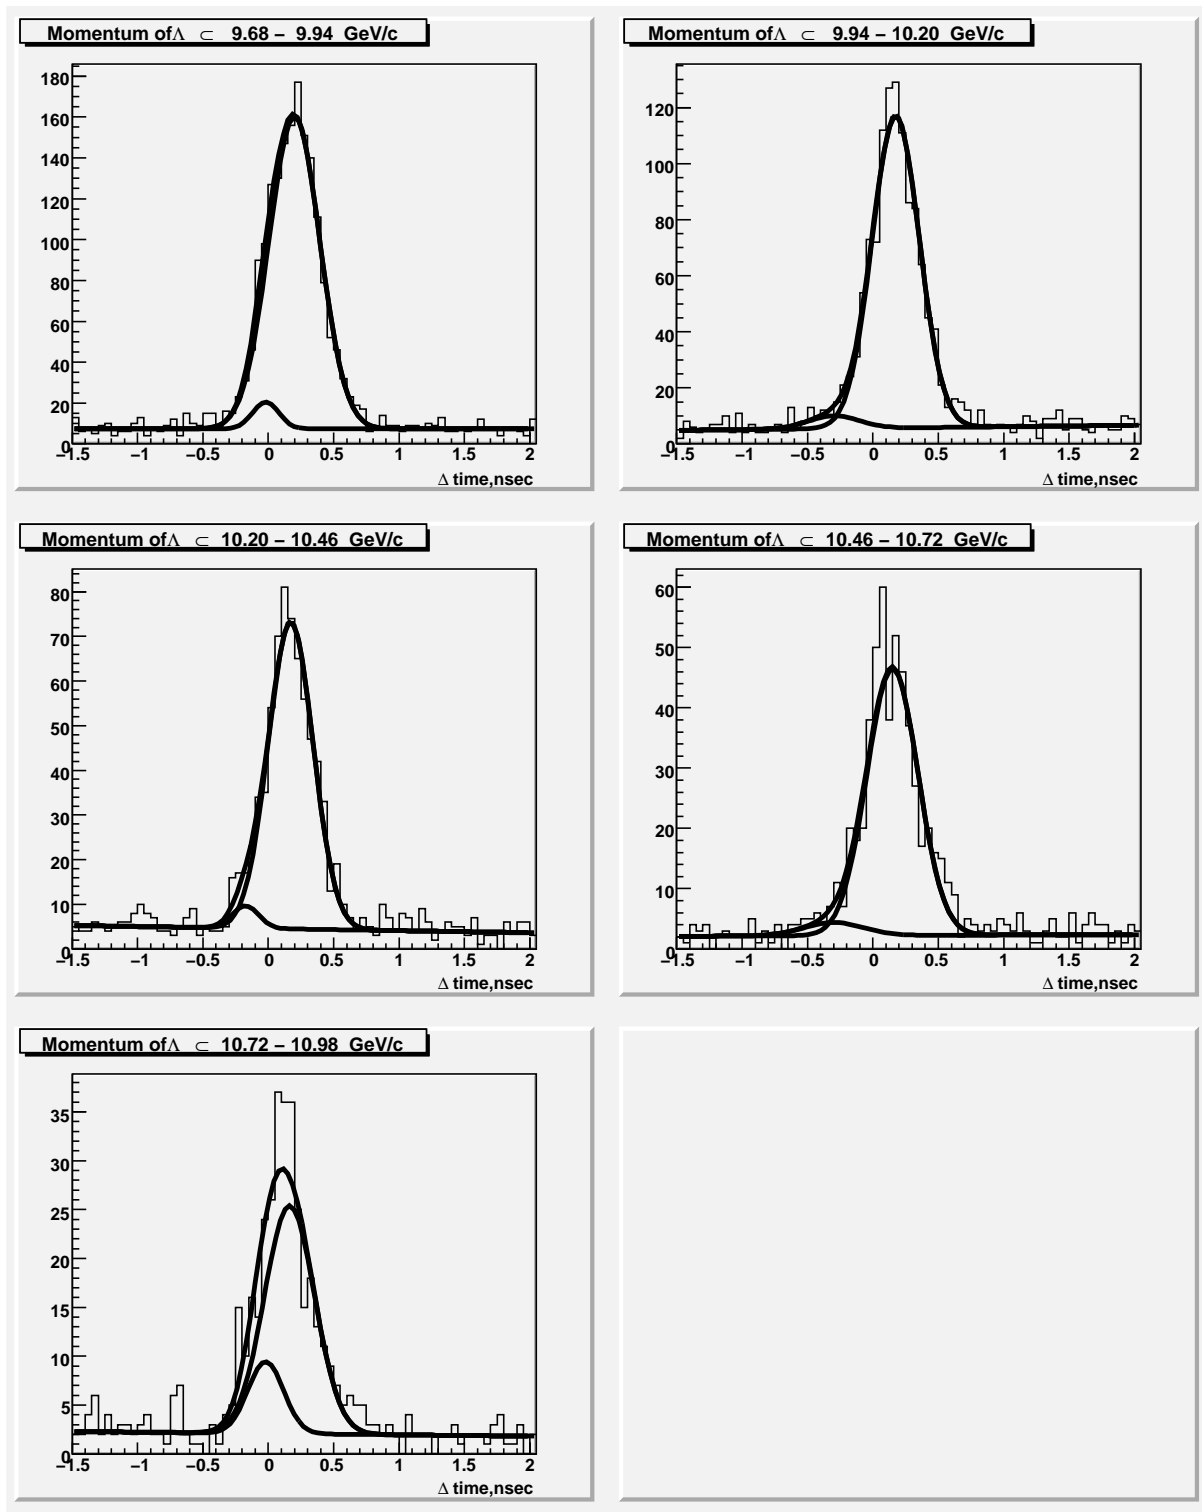 Momentum of Λ ⊂ 9.68 – 9.94 GeV/c
180
160
140
120
100
80
60
40
20
0
–1.5 –1 –0.5 0 0.5 1 1.5 2
Δ time,nsec
Momentum of Λ ⊂ 9.94 – 10.20 GeV/c
120
100
80
60
40
20
0
–1.5 –1 –0.5 0 0.5 1 1.5 2
Δ time,nsec
Momentum of Λ ⊂ 10.20 – 10.46 GeV/c
80
70
60
50
40
30
20
10
0
–1.5 –1 –0.5 0 0.5 1 1.5 2
Δ time,nsec
Momentum of Λ ⊂ 10.46 – 10.72 GeV/c
60
50
40
30
20
10
0
–1.5 –1 –0.5 0 0.5 1 1.5 2
Δ time,nsec
Momentum of Λ ⊂ 10.72 – 10.98 GeV/c
35
30
25
20
15
10
5
0
–1.5 –1 –0.5 0 0.5 1 1.5 2
Δ time,nsec